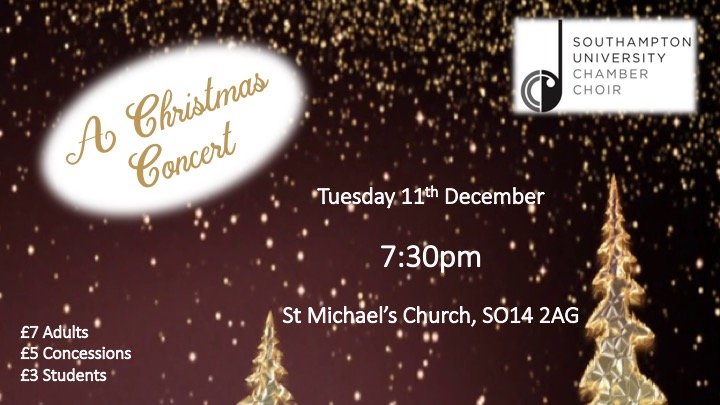 A Christmas
Concert
SOUTHAMPTON
UNIVERSITY
CHAMBER
CHOIR
Tuesday 11th December
7:30pm
St Michael's Church, SO14 2AG
£7 Adults
£5 Concessions
£3 Students